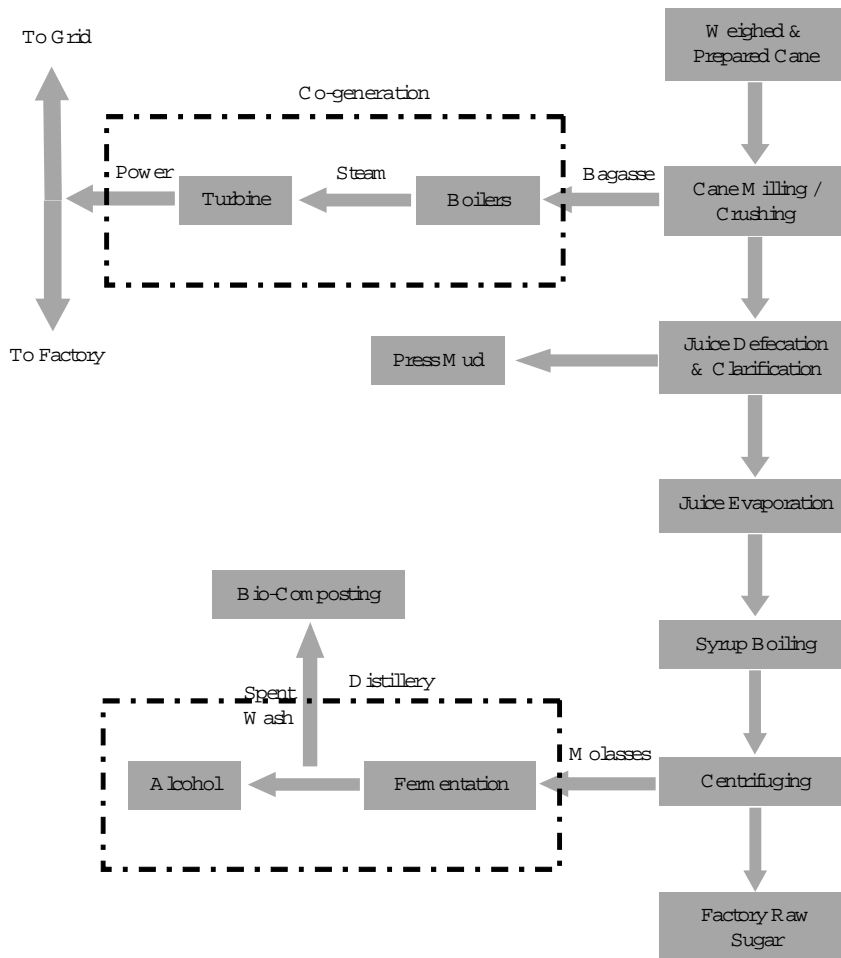 To Grid
Weighed &
Prepared Cane
Co-generation
Power
Steam
Bagasse
Turbine
Boilers
Cane Milling /
Crushing
To Factory
Press Mud
Juice Defecation
& Clarification
Juice Evaporation
Bio-Composting
Syrup Boiling
Spent
Wash
Distillery
Molasses
Alcohol
Fermentation
Centrifuging
Factory Raw
Sugar